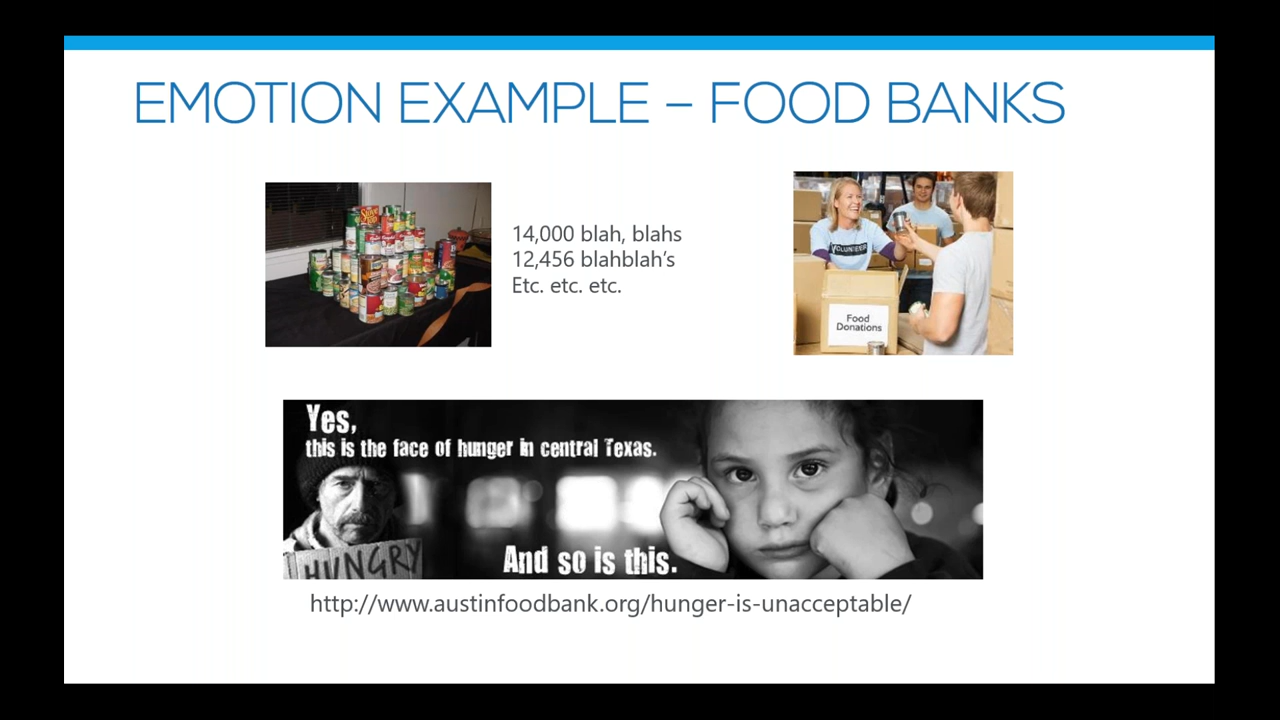 EMOTION EXAMPLE – FOOD BANKS
14,000 blah, blahs
12,456 blahblah's
Etc. etc. etc.
VOLUNTEER
Food
Donations
Yes,
this is the face of hunger in central Texas.
HUNGRY
And so is this.
http://www.austinfoodbank.org/hunger-is-unacceptable/